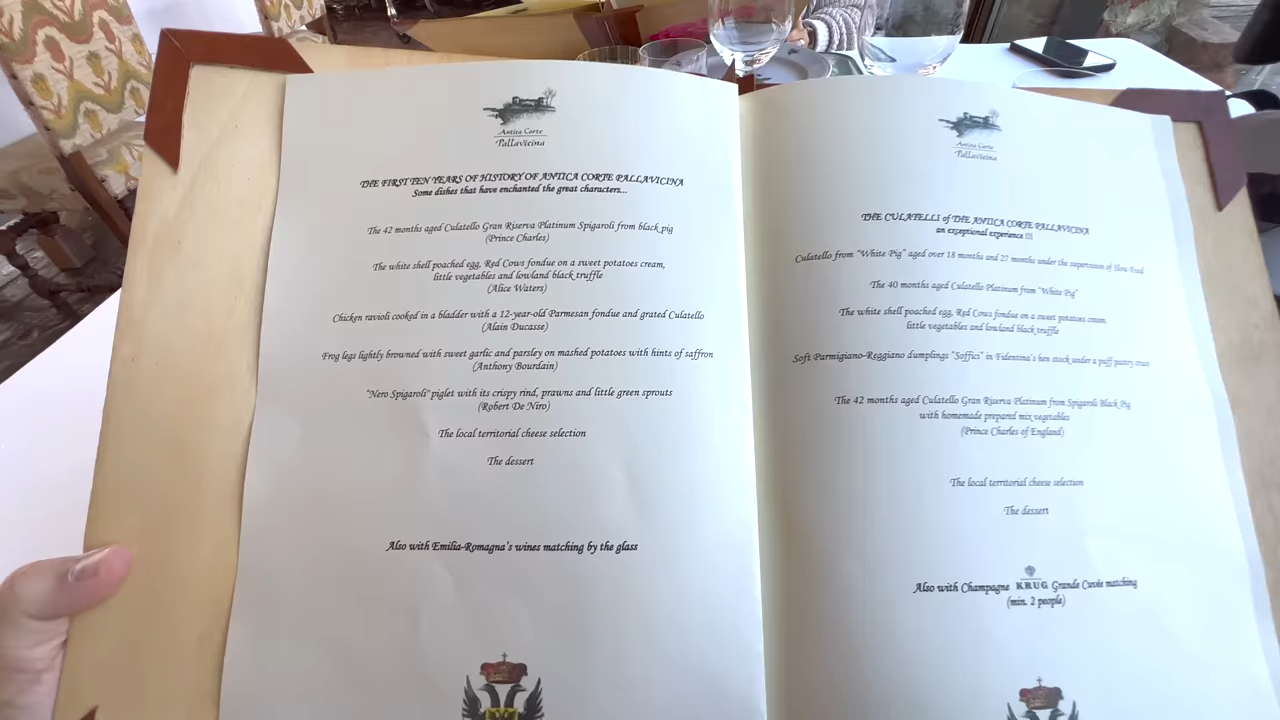 Antica Corte
Pallavicina
THE FIRST TEN YEARS OF HISTORY OF ANTICA CORTE PALLAVICINA
Some dishes that have enchanted the great characters...
The 42 months aged Culatello Gran Riserva Platinum Spigaroli from black pig
(Prince Charles)
The white shell poached egg, Red Cows fondue on a sweet potatoes cream,
little vegetables and lowland black truffle
(Alice Waters)
Chicken ravioli cooked in a bladder with a 12-year-old Parmesan fondue and grated Culatello
(Alain Ducasse)
Frog legs lightly browned with sweet garlic and parsley on mashed potatoes with hints of saffron
(Anthony Bourdain)
"Nero Spigaroli" piglet with its crispy rind, prawns and little green sprouts
(Robert De Niro)
The local territorial cheese selection
The dessert
Also with Emilia-Romagna's wines matching by the glass
Antica Corte
Pallavicina
THE CULATELLI of THE ANTICA CORTE PALLAVICINA
an exceptional experience !!!
Culatello from "White Pig" aged over 18 months and 27 months under the supervision of Slow Food
The 40 months aged Culatello Platinum from "White Pig"
The white shell poached egg, Red Cows fondue on a sweet potatoes cream,
little vegetables and lowland black truffle
Soft Parmigiano-Reggiano dumplings "Soffici" in Fidentina's hen stock under a puff pastry crust
The 42 months aged Culatello Gran Riserva Platinum from Spigaroli Black Pig
with homemade prepared mix vegetables
(Prince Charles of England)
The local territorial cheese selection
The dessert
Also with Champagne KRUG Grande Cuvée matching
(min. 2 people)